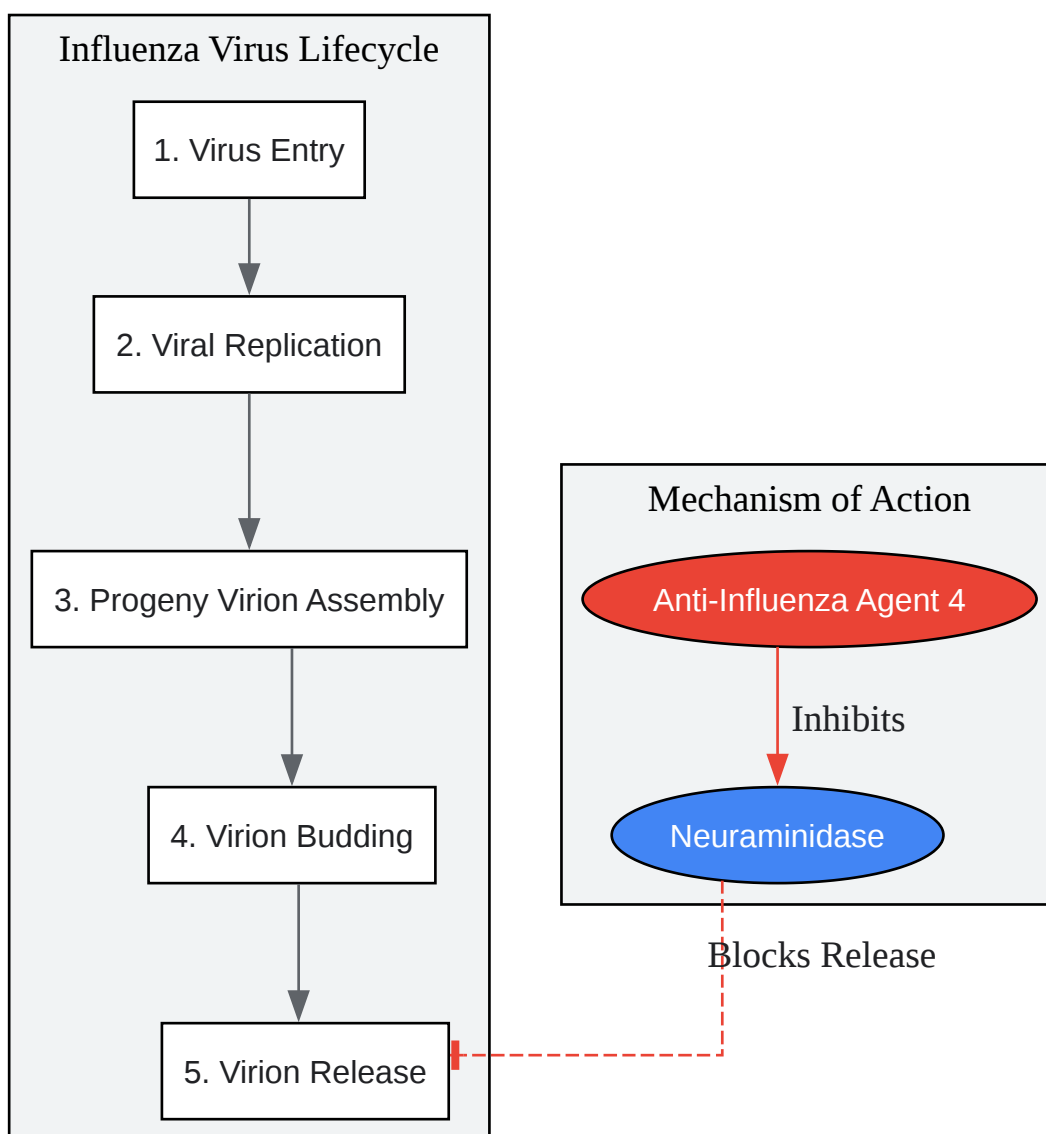 Influenza Virus Lifecycle
1. Virus Entry
2. Viral Replication
3. Progeny Virion Assembly
4. Virion Budding
5. Virion Release
Mechanism of Action
Anti-Influenza Agent 4
Inhibits
Neuraminidase
Blocks Release